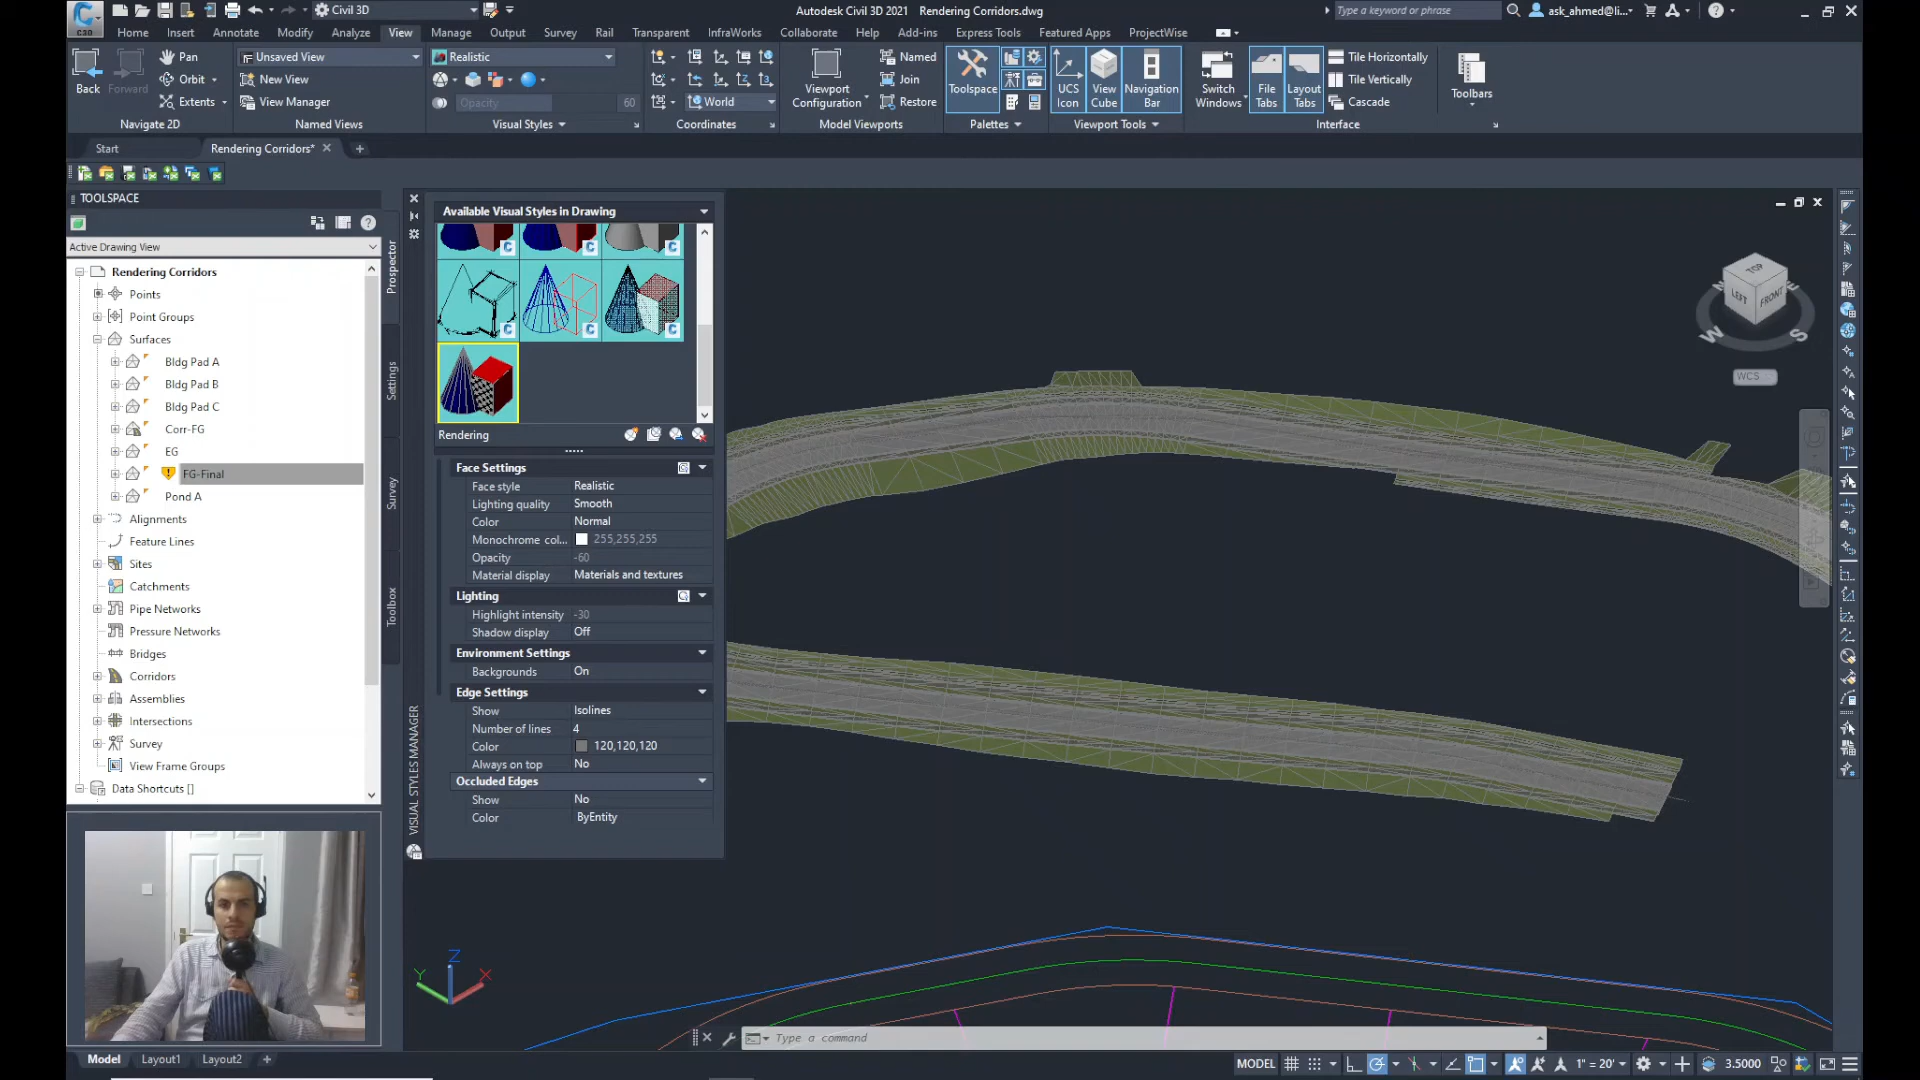 Civil 3D
Autodesk Civil 3D 2021 Rendering Corridors.dwg
Type a keyword or phrase
ask_ahmed@li...
C3D
Home Insert Annotate Modify Analyze View Manage Output Survey Rail Transparent InfraWorks Collaborate Help Add-ins Express Tools Featured Apps ProjectWise
Back
Forward
Pan
Orbit
Extents
Navigate 2D
Unsaved View
New View
View Manager
Named Views
Realistic
Opacity 60
Visual Styles
World
Coordinates
Viewport
Configuration
Named
Join
Restore
Model Viewports
Toolspace
Palettes
UCS
Icon
View
Cube
Navigation
Bar
Viewport Tools
Switch
Windows
File
Tabs
Layout
Tabs
Tile Horizontally
Tile Vertically
Cascade
Interface
Toolbars
Start
Rendering Corridors*
TOOLSPACE
Active Drawing View
Rendering Corridors
Points
Point Groups
Surfaces
Bldg Pad A
Bldg Pad B
Bldg Pad C
Corr-FG
EG
FG-Final
Pond A
Alignments
Feature Lines
Sites
Catchments
Pipe Networks
Pressure Networks
Bridges
Corridors
Assemblies
Intersections
Survey
View Frame Groups
Data Shortcuts []
Prospector
Settings
Survey
Toolbox
VISUAL STYLES MANAGER
Available Visual Styles in Drawing
Rendering
Face Settings
Face style Realistic
Lighting quality Smooth
Color Normal
Monochrome col... 255,255,255
Opacity -60
Material display Materials and textures
Lighting
Highlight intensity -30
Shadow display Off
Environment Settings
Backgrounds On
Edge Settings
Show Isolines
Number of lines 4
Color 120,120,120
Always on top No
Occluded Edges
Show No
Color ByEntity
TOP
LEFT
FRONT
W
S
WCS
Z
Y
X
Type a command
Model Layout1 Layout2
MODEL
1" = 20'
3.5000